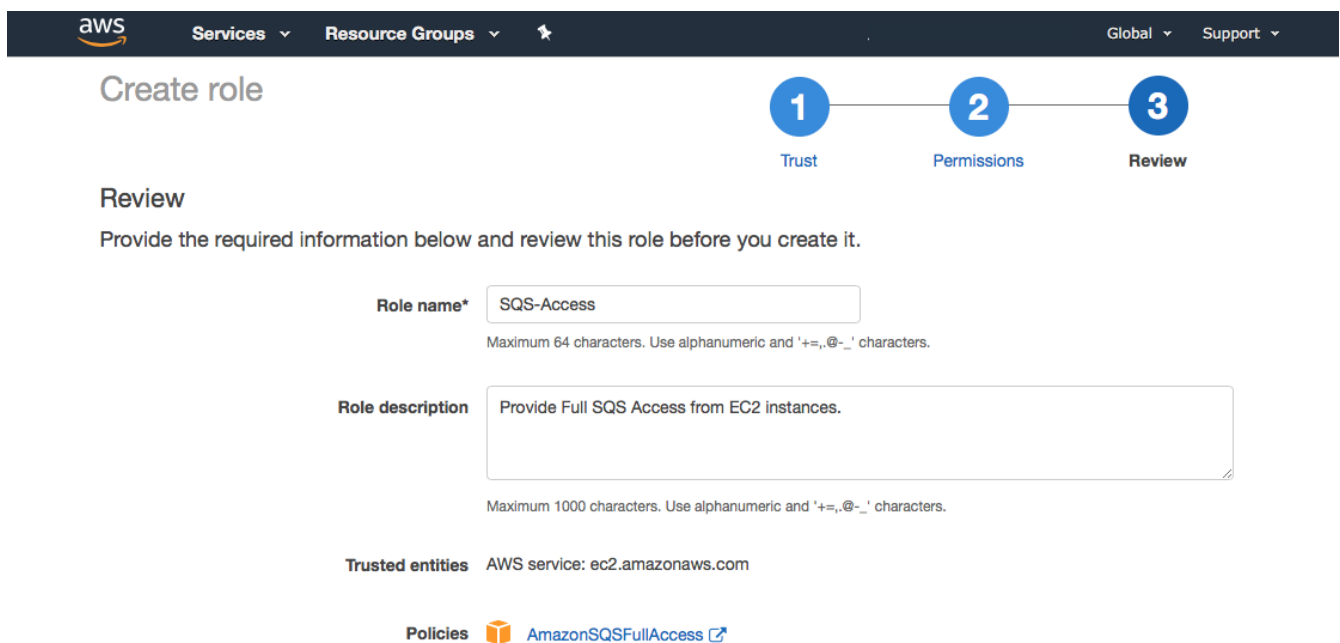 aws Services Resource Groups Global Support
Create role
1 2 3
Trust Permissions Review
Review
Provide the required information below and review this role before you create it.
Role name* SQS-Access
Maximum 64 characters. Use alphanumeric and '+=,.@-_' characters.
Role description Provide Full SQS Access from EC2 instances.
Maximum 1000 characters. Use alphanumeric and '+=,.@-_' characters.
Trusted entities AWS service: ec2.amazonaws.com
Policies AmazonSQSFullAccess